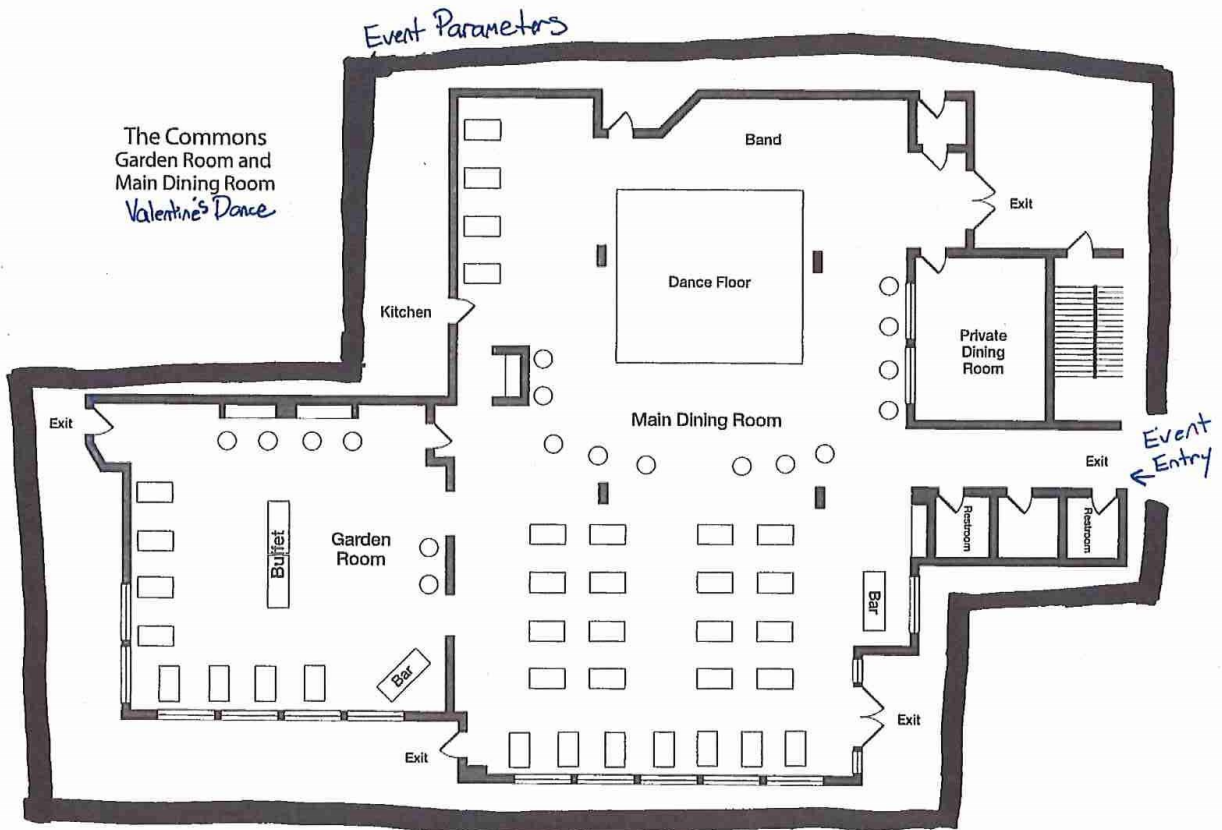 Event Parameters
The Commons
Garden Room and
Main Dining Room
Valentine's Dance
Band
Exit
Dance Floor
Kitchen
Private
Dining
Room
Exit
Main Dining Room
Event
Entry
Exit
Garden
Room
Buffet
Restroom
Restroom
Bar
Bar
Exit
Exit